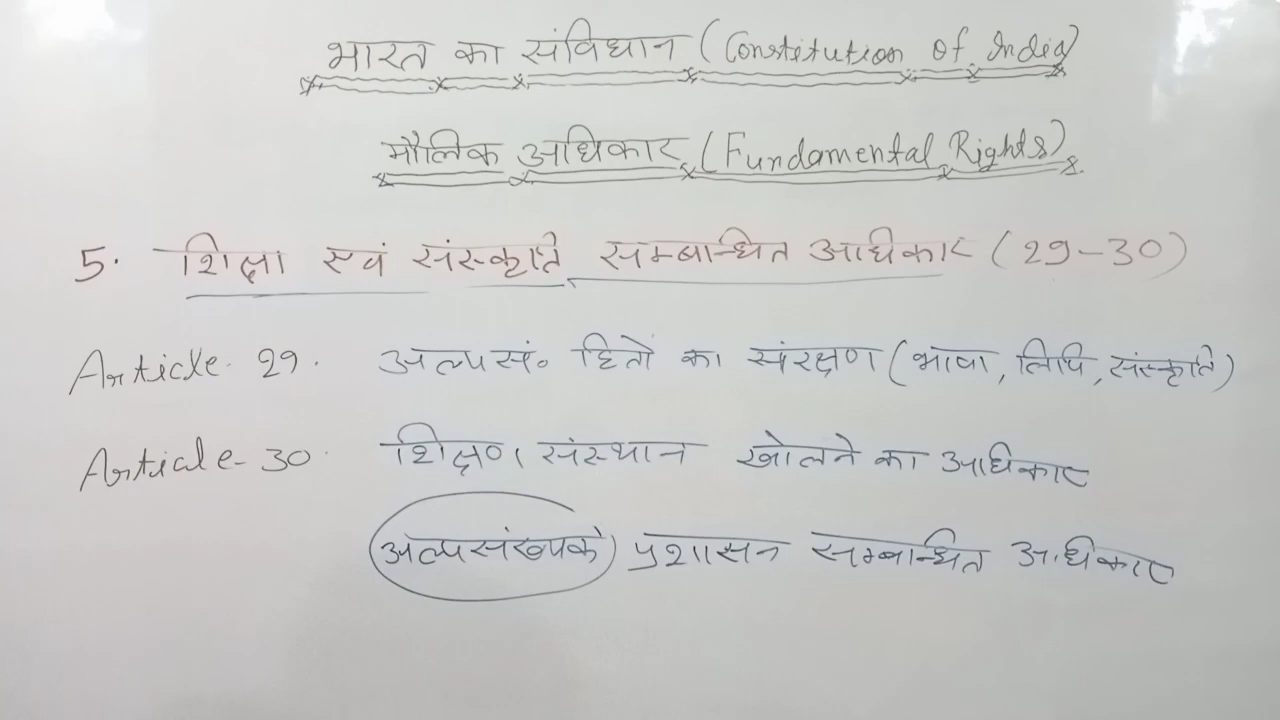 भारत का संविधान (Constitution of India)
मौलिक अधिकार (Fundamental Rights)
5. शिक्षा एवं संस्कृति सम्बन्धित अधिकार (29-30)
Article. 29. अल्पसं० हितों का संरक्षण (भाषा, लिपि, संस्कृति)
Article-30. शिक्षण संस्थान खोलने का अधिकार
अल्पसंख्यक प्रशासन सम्बन्धित अधिकार